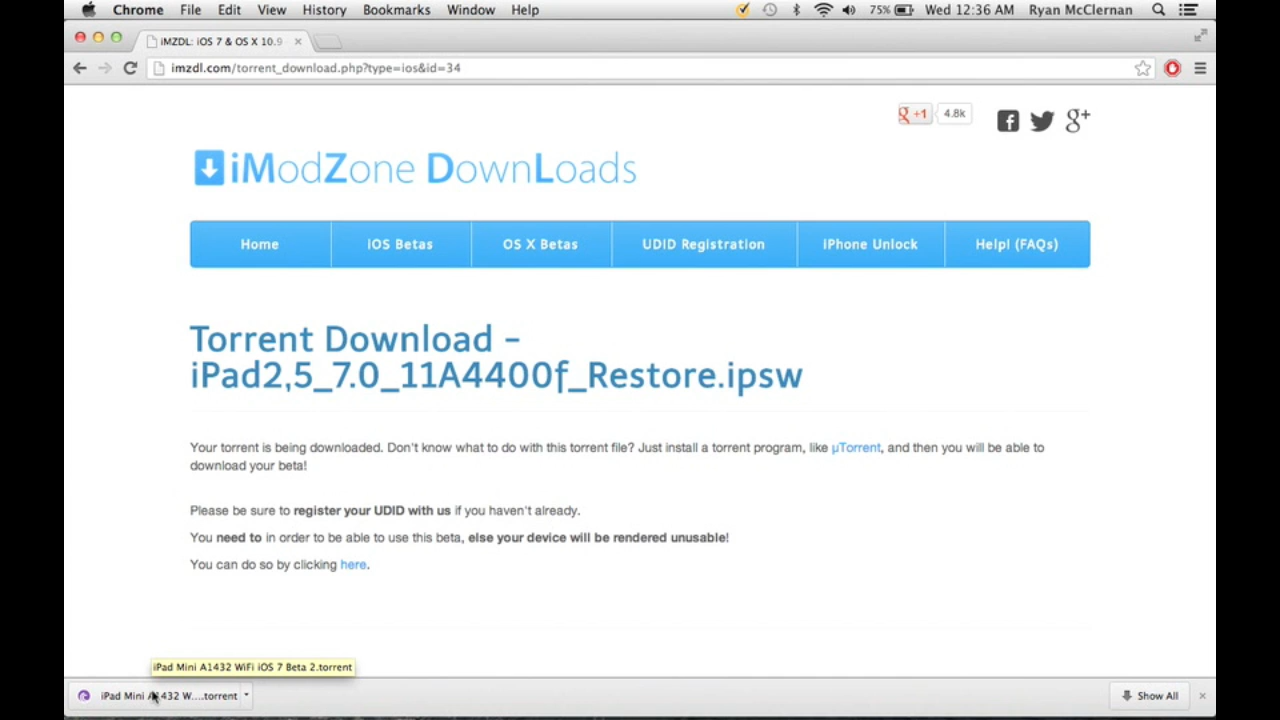 Chrome File Edit View History Bookmarks Window Help 75% Wed 12:36 AM Ryan McClernan
iMZDL: iOS 7 & OS X 10.9
imzdl.com/torrent_download.php?type=ios&id=34
g +1 4.8k
iModZone DownLoads
Home iOS Betas OS X Betas UDID Registration iPhone Unlock Help! (FAQs)
Torrent Download –
iPad2,5_7.0_11A4400f_Restore.ipsw
Your torrent is being downloaded. Don't know what to do with this torrent file? Just install a torrent program, like µTorrent, and then you will be able to
download your beta!
Please be sure to register your UDID with us if you haven't already.
You need to in order to be able to use this beta, else your device will be rendered unusable!
You can do so by clicking here.
iPad Mini A1432 WiFi iOS 7 Beta 2.torrent
iPad Mini A1432 W....torrent Show All